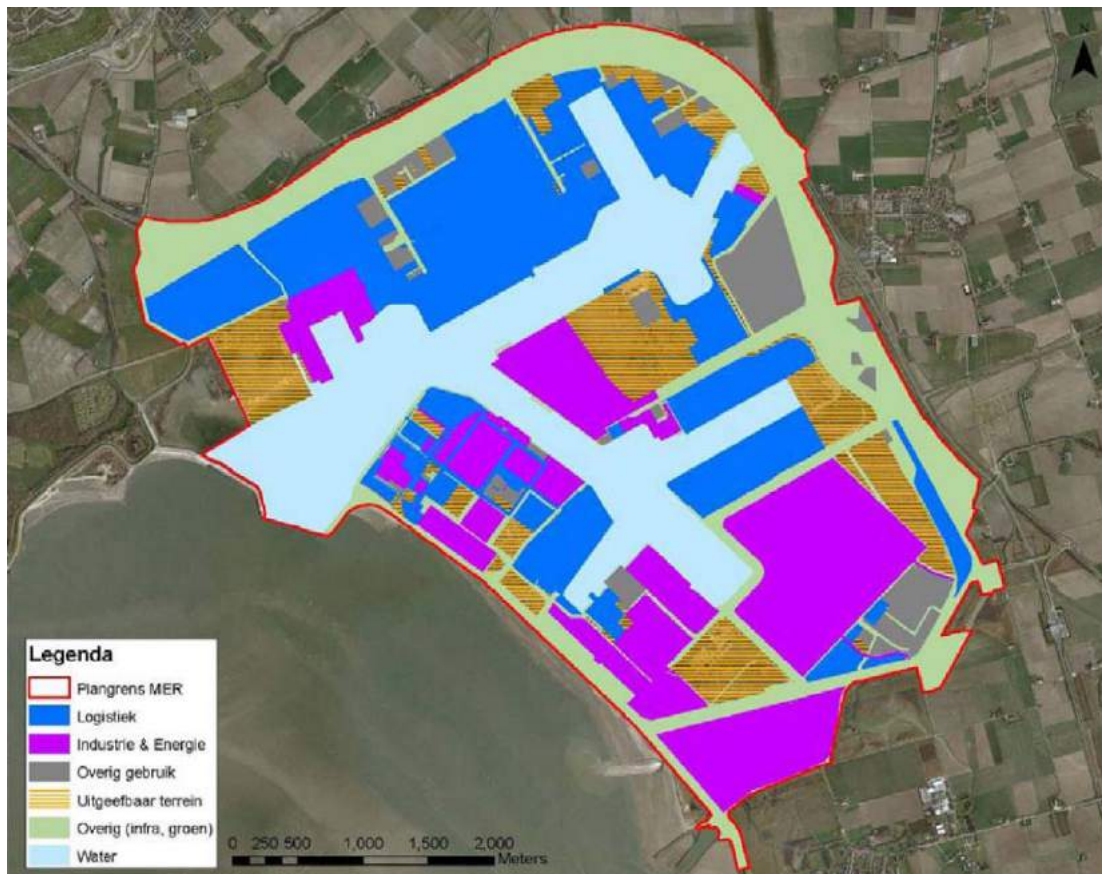 N
Legenda
Plangrens MER
Logistiek
Industrie & Energie
Overig gebruik
Uitgeefbaar terrein
Overig (infra, groen)
Water
0 250 500 1,000 1,500 2,000
Meters